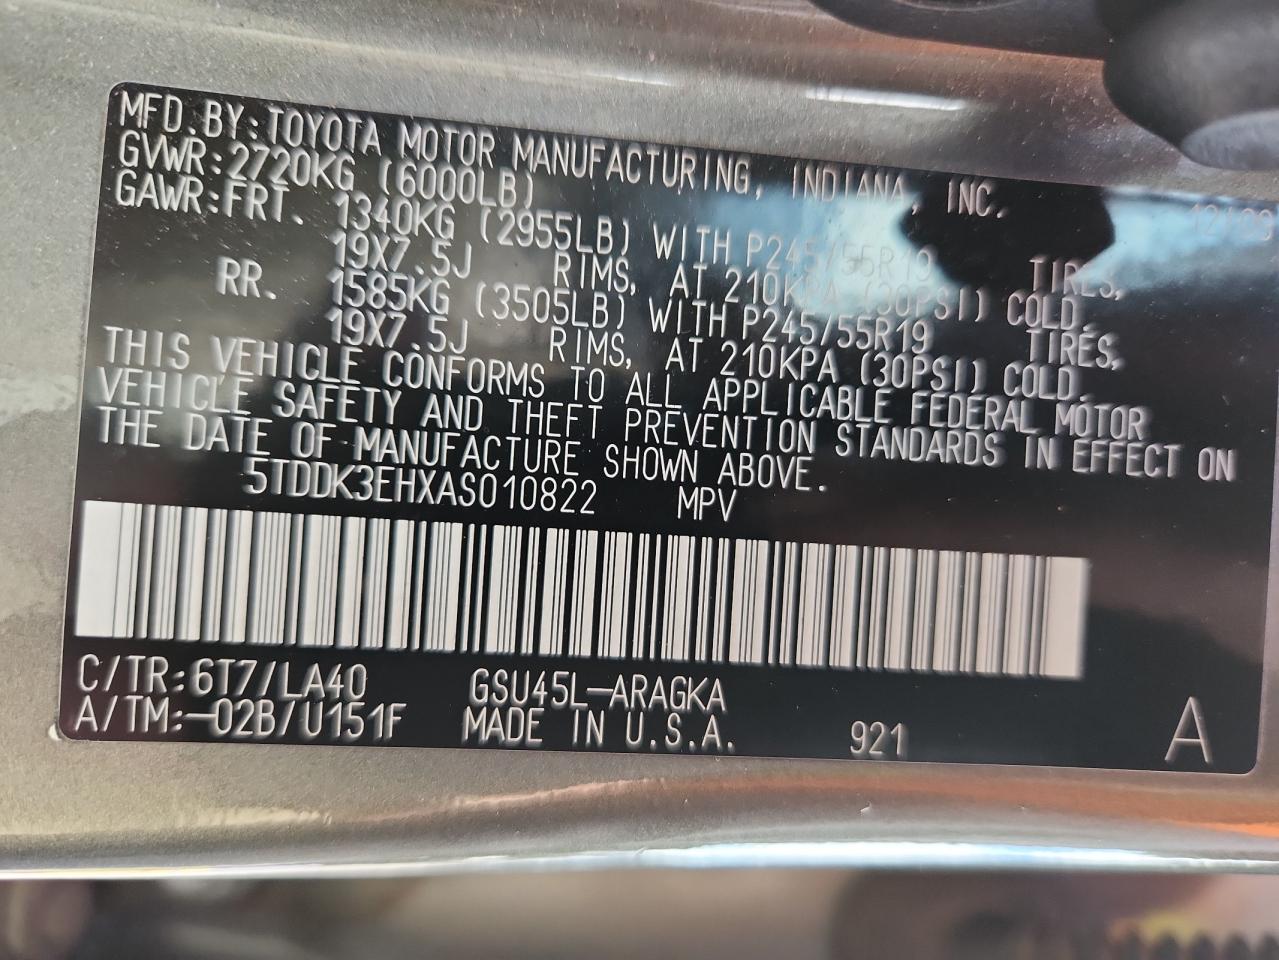 MFD.BY:TOYOTA MOTOR MANUFACTURING, INDIANA, INC. 12/09
GVWR:2720KG (6000LB)
GAWR:FRT. 1340KG (2955LB) WITH P245/55R19 TIRES,
19X7.5J RIMS, AT 210KPA (30PSI) COLD.
RR. 1585KG (3505LB) WITH P245/55R19 TIRES,
19X7.5J RIMS, AT 210KPA (30PSI) COLD.
THIS VEHICLE CONFORMS TO ALL APPLICABLE FEDERAL MOTOR
VEHICLE SAFETY AND THEFT PREVENTION STANDARDS IN EFFECT ON
THE DATE OF MANUFACTURE SHOWN ABOVE.
5TDDK3EHXAS010822 MPV
C/TR:6T7/LA40 GSU45L-ARAGKA
A/TM:-02B/U151F MADE IN U.S.A. 921 A